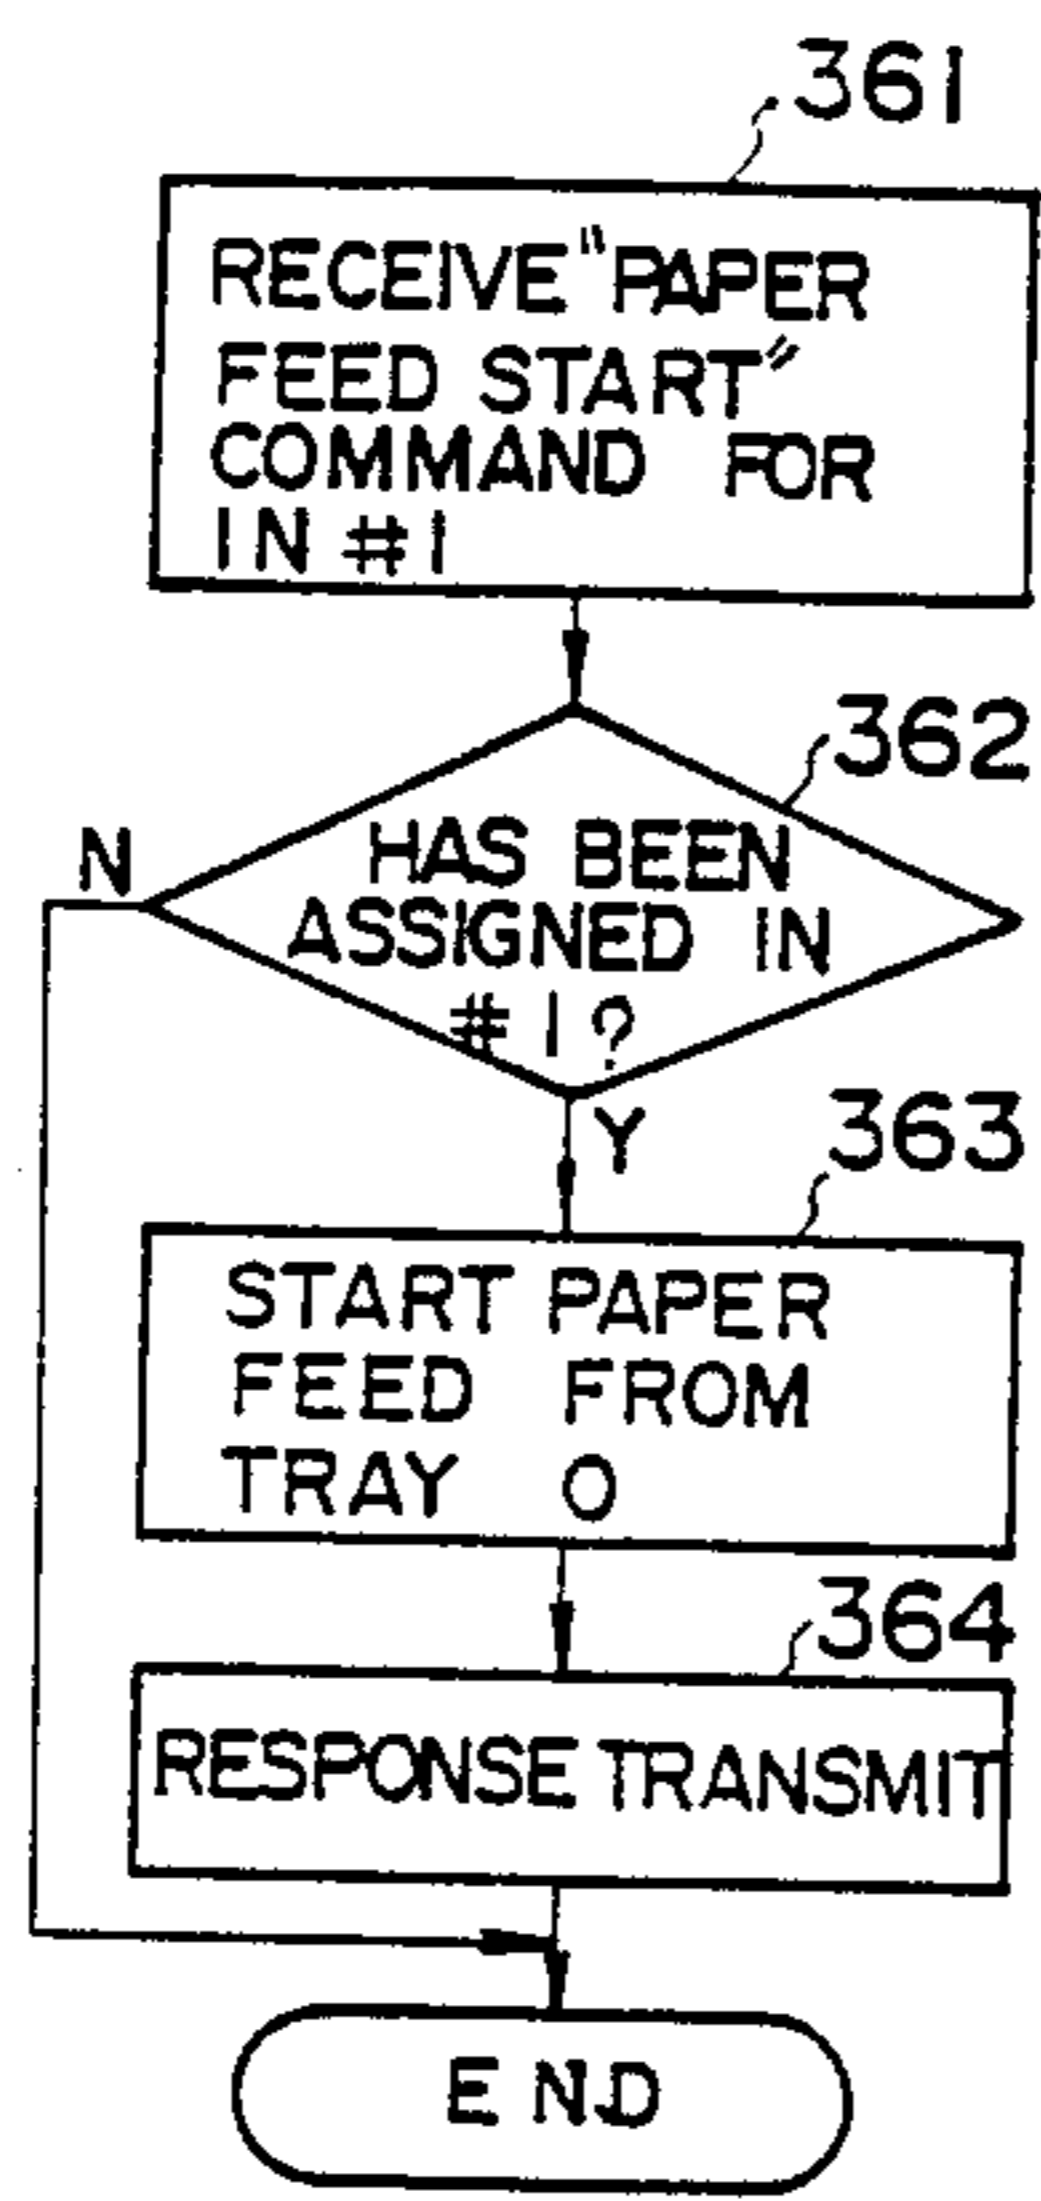 361
RECEIVE "PAPER
FEED START"
COMMAND FOR
IN #1
362
N
HAS BEEN
ASSIGNED IN
#1?
Y
363
START PAPER
FEED FROM
TRAY 0
364
RESPONSE TRANSMIT
END